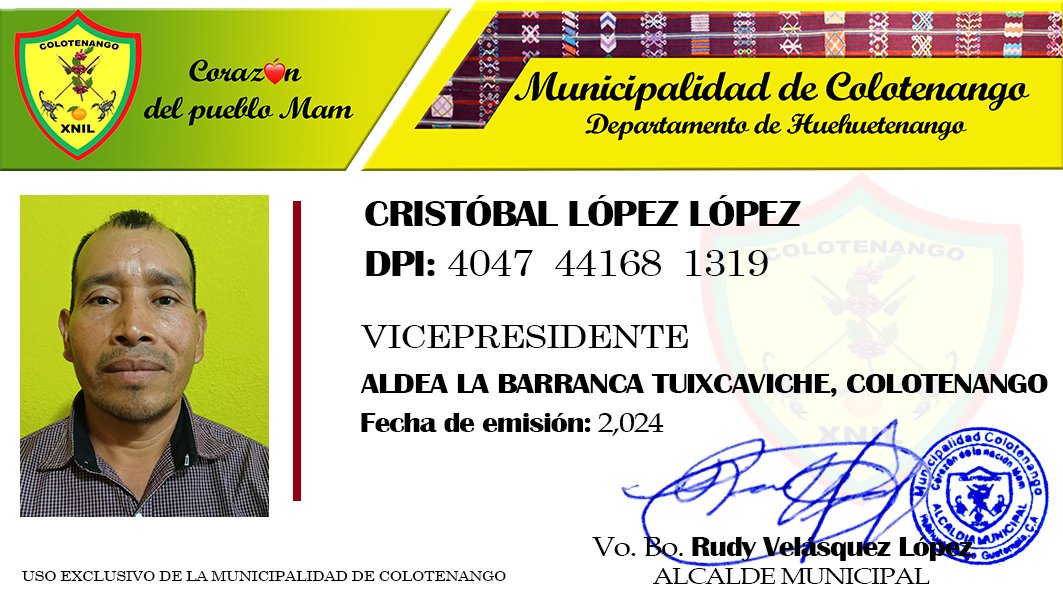 COLOTENANGO
XNIL
Corazón
del pueblo Mam
Municipalidad de Colotenango
Departamento de Huehuetenango
CRISTÓBAL LÓPEZ LÓPEZ
DPI: 4047 44168 1319
VICEPRESIDENTE
ALDEA LA BARRANCA TUIXCAVICHE, COLOTENANGO
Fecha de emisión: 2,024
COLOTENANGO
XNIL
Municipalidad Colotenango
Corazón de la nación Mam
ALCALDIA MUNICIPAL
Guatemala, C.A
Vo. Bo. Rudy Velásquez López
ALCALDE MUNICIPAL
USO EXCLUSIVO DE LA MUNICIPALIDAD DE COLOTENANGO